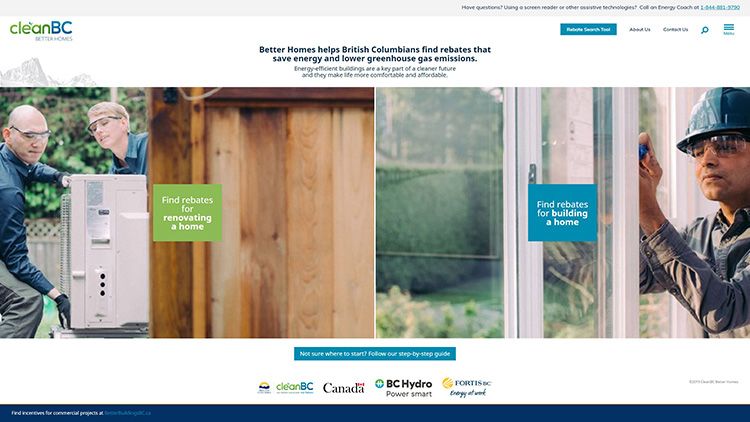 Have questions? Using a screen reader or other assistive technologies? Call an Energy Coach at 1-844-881-9790
cleanBC
BETTER HOMES
Rebate Search Tool
About Us
Contact Us
Menu
Better Homes helps British Columbians find rebates that
save energy and lower greenhouse gas emissions.
Energy-efficient buildings are a key part of a cleaner future
and they make life more comfortable and affordable.
Find rebates
for
renovating
a home
Find rebates
for building
a home
Not sure where to start? Follow our step-by-step guide
cleanBC
Canada
BC Hydro
Power smart
FORTIS BC
Energy at work
©2019 CleanBC Better Homes
Find incentives for commercial projects at BetterBuildingsBC.ca